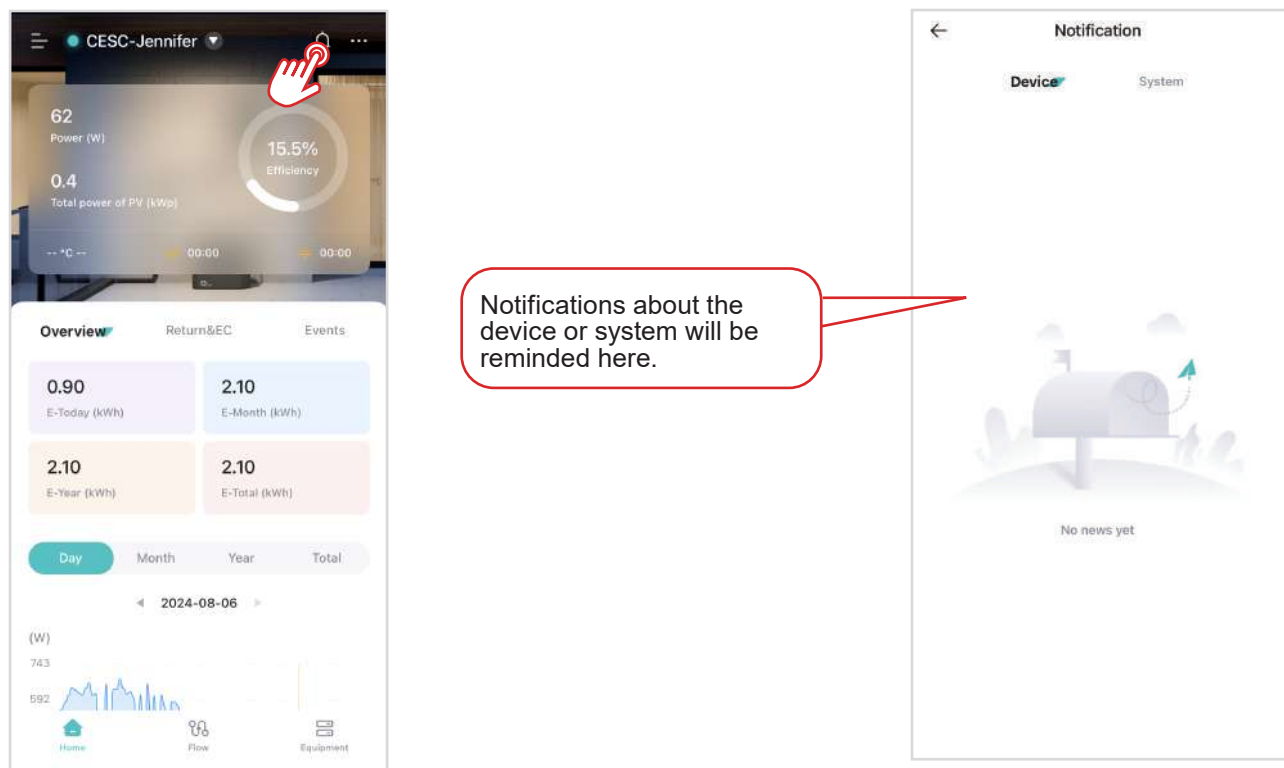 CESC-Jennifer
62
Power (W)
15.5%
Efficiency
0.4
Total power of PV (kWp)
-- °C --
00:00
00:00
Overview
Return&EC
Events
0.90
E-Today (kWh)
2.10
E-Month (kWh)
2.10
E-Year (kWh)
2.10
E-Total (kWh)
Day
Month
Year
Total
2024-08-06
(W)
743
592
Home
Flow
Equipment
Notifications about the
device or system will be
reminded here.
Notification
Device
System
No news yet